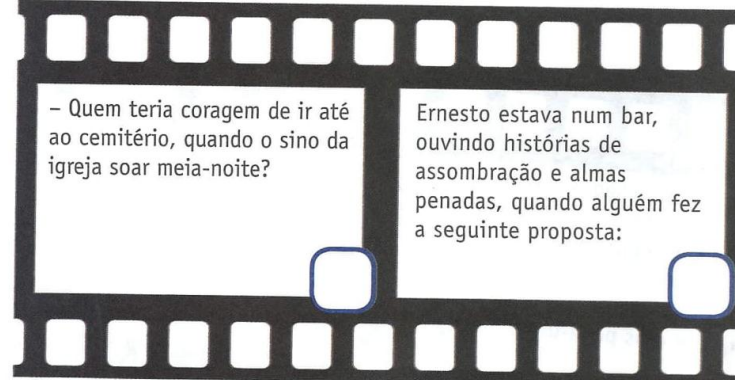 – Quem teria coragem de ir até
ao cemitério, quando o sino da
igreja soar meia-noite?
Ernesto estava num bar,
ouvindo histórias de
assombração e almas
penadas, quando alguém fez
a seguinte proposta: